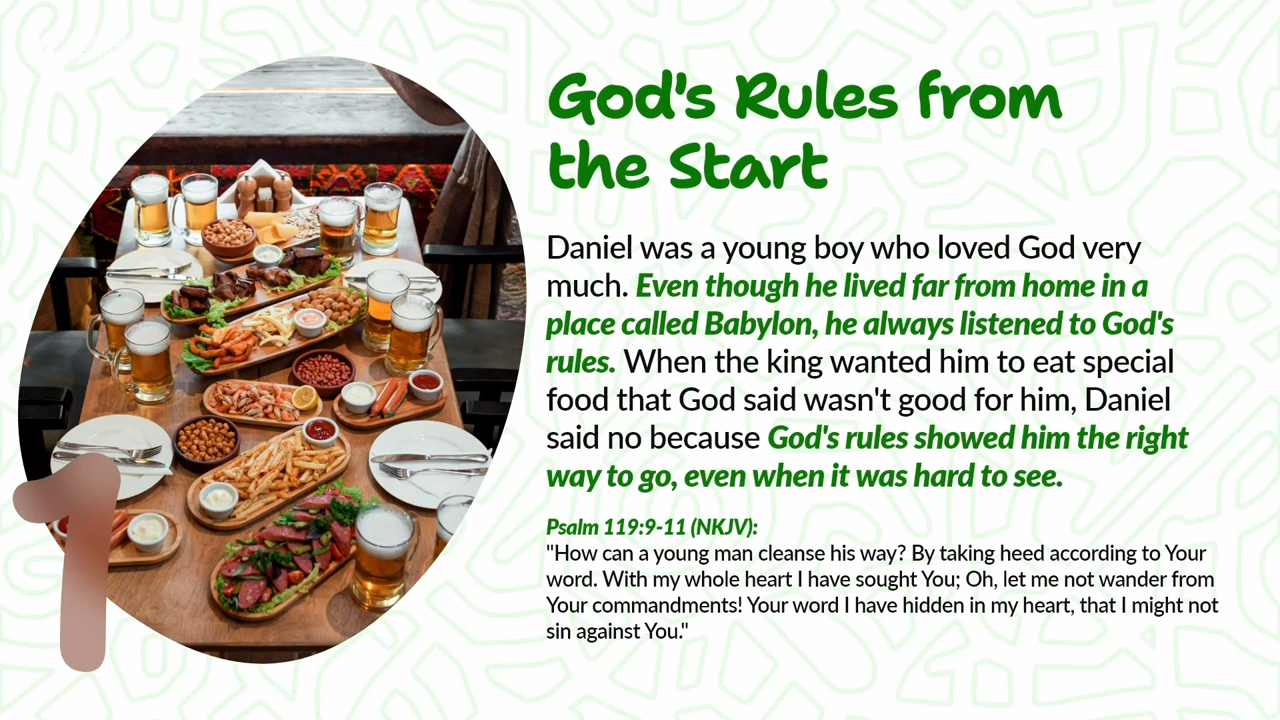 God's Rules from
the Start
Daniel was a young boy who loved God very
much. Even though he lived far from home in a
place called Babylon, he always listened to God's
rules. When the king wanted him to eat special
food that God said wasn't good for him, Daniel
said no because God's rules showed him the right
way to go, even when it was hard to see.
Psalm 119:9-11 (NKJV):
"How can a young man cleanse his way? By taking heed according to Your
word. With my whole heart I have sought You; Oh, let me not wander from
Your commandments! Your word I have hidden in my heart, that I might not
sin against You."
1